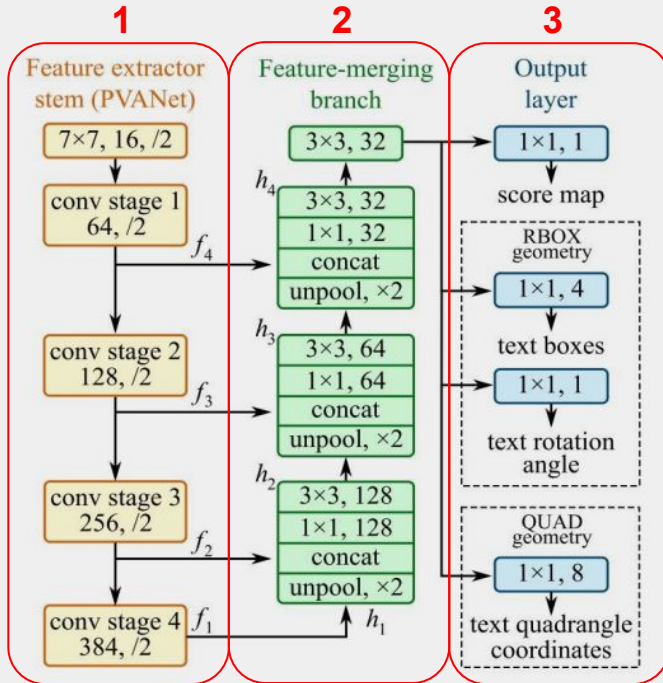 1
2
3
Feature extractor
stem (PVANet)
7×7, 16, /2
conv stage 1
64, /2
f4
conv stage 2
128, /2
f3
conv stage 3
256, /2
f2
conv stage 4
384, /2
f1
Feature-merging
branch
3×3, 32
h4
3×3, 32
1×1, 32
concat
unpool, ×2
h3
3×3, 64
1×1, 64
concat
unpool, ×2
h2
3×3, 128
1×1, 128
concat
unpool, ×2
h1
Output
layer
1×1, 1
score map
RBOX
geometry
1×1, 4
text boxes
1×1, 1
text rotation
angle
QUAD
geometry
1×1, 8
text quadrangle
coordinates